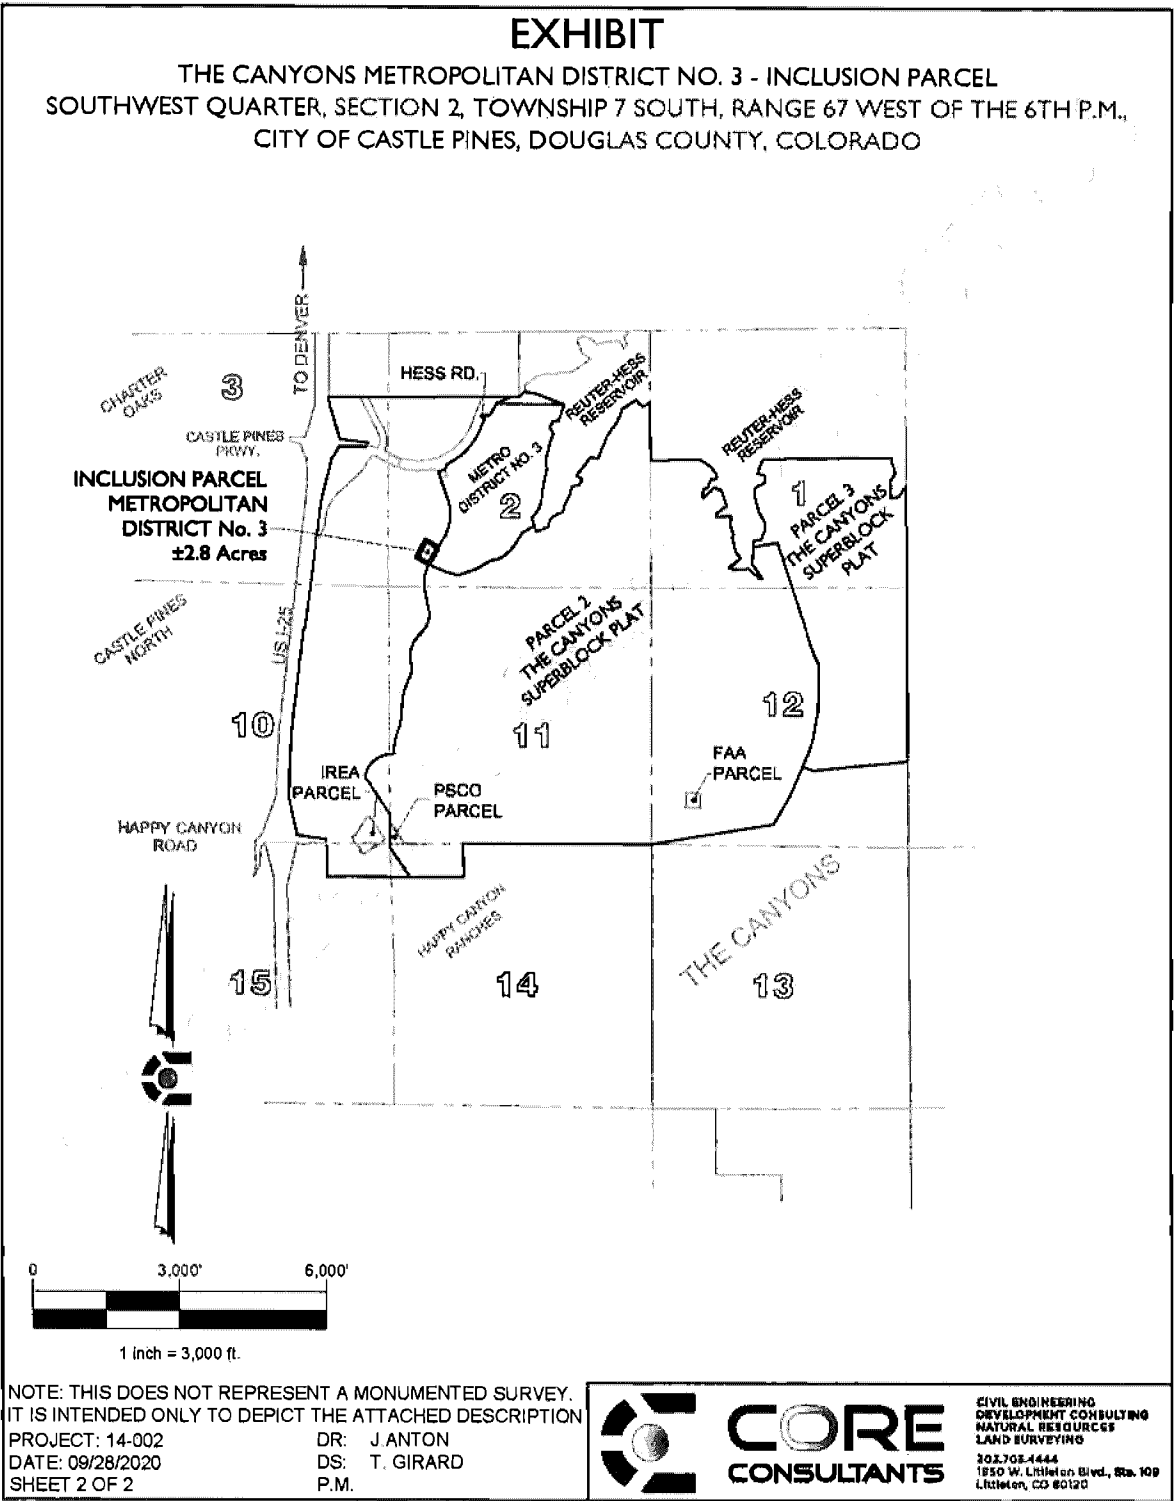 EXHIBIT
THE CANYONS METROPOLITAN DISTRICT NO. 3 - INCLUSION PARCEL
SOUTHWEST QUARTER, SECTION 2, TOWNSHIP 7 SOUTH, RANGE 67 WEST OF THE 6TH P.M.,
CITY OF CASTLE PINES, DOUGLAS COUNTY, COLORADO
TO DENVER
CHARTER
OAKS
3
HESS RD.
REUTER-HESS
RESERVOIR
REUTER-HESS
RESERVOIR
CASTLE PINES
PKWY.
METRO
DISTRICT NO. 3
2
1
PARCEL 3
THE CANYONS
SUPERBLOCK
PLAT
INCLUSION PARCEL
METROPOLITAN
DISTRICT No. 3
±2.8 Acres
CASTLE PINES
NORTH
US I-25
PARCEL 2
THE CANYONS
SUPERBLOCK PLAT
10
11
12
IREA
PARCEL
PSCO
PARCEL
FAA
PARCEL
HAPPY CANYON
ROAD
HAPPY CANYON
RANCHES
THE CANYONS
15
14
13
0 3,000' 6,000'
1 inch = 3,000 ft.
NOTE: THIS DOES NOT REPRESENT A MONUMENTED SURVEY.
IT IS INTENDED ONLY TO DEPICT THE ATTACHED DESCRIPTION
PROJECT: 14-002 DR: J.ANTON
DATE: 09/28/2020 DS: T. GIRARD
SHEET 2 OF 2 P.M.
CORE
CONSULTANTS
CIVIL ENGINEERING
DEVELOPMENT CONSULTING
NATURAL RESOURCES
LAND SURVEYING
303.703.4444
1950 W. Littleton Blvd., Ste. 109
Littleton, CO 80120